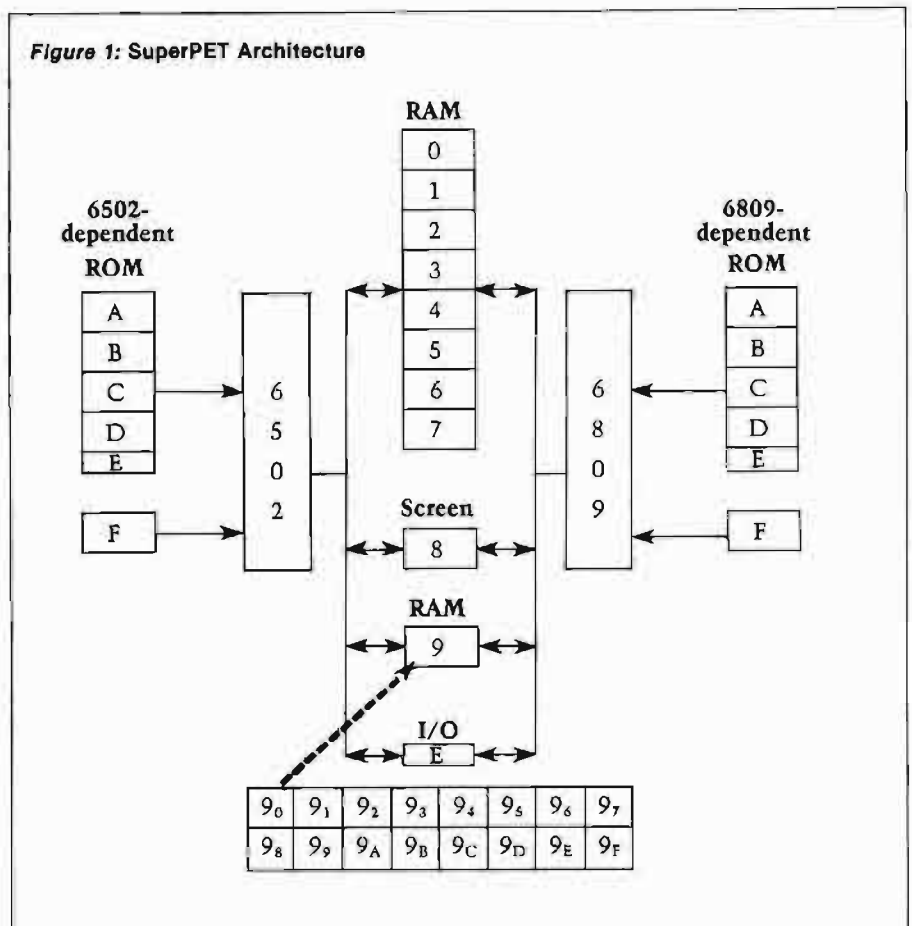 Figure 1: SuperPET Architecture
RAM
0
1
2
3
4
5
6
7
6502-
dependent
ROM
A
B
C
D
E
F
6
5
0
2
6
8
0
9
6809-
dependent
ROM
A
B
C
D
E
F
Screen
8
RAM
9
I/O
E
9₀ 9₁ 9₂ 9₃ 9₄ 9₅ 9₆ 9₇
9₈ 9₉ 9A 9B 9C 9D 9E 9F